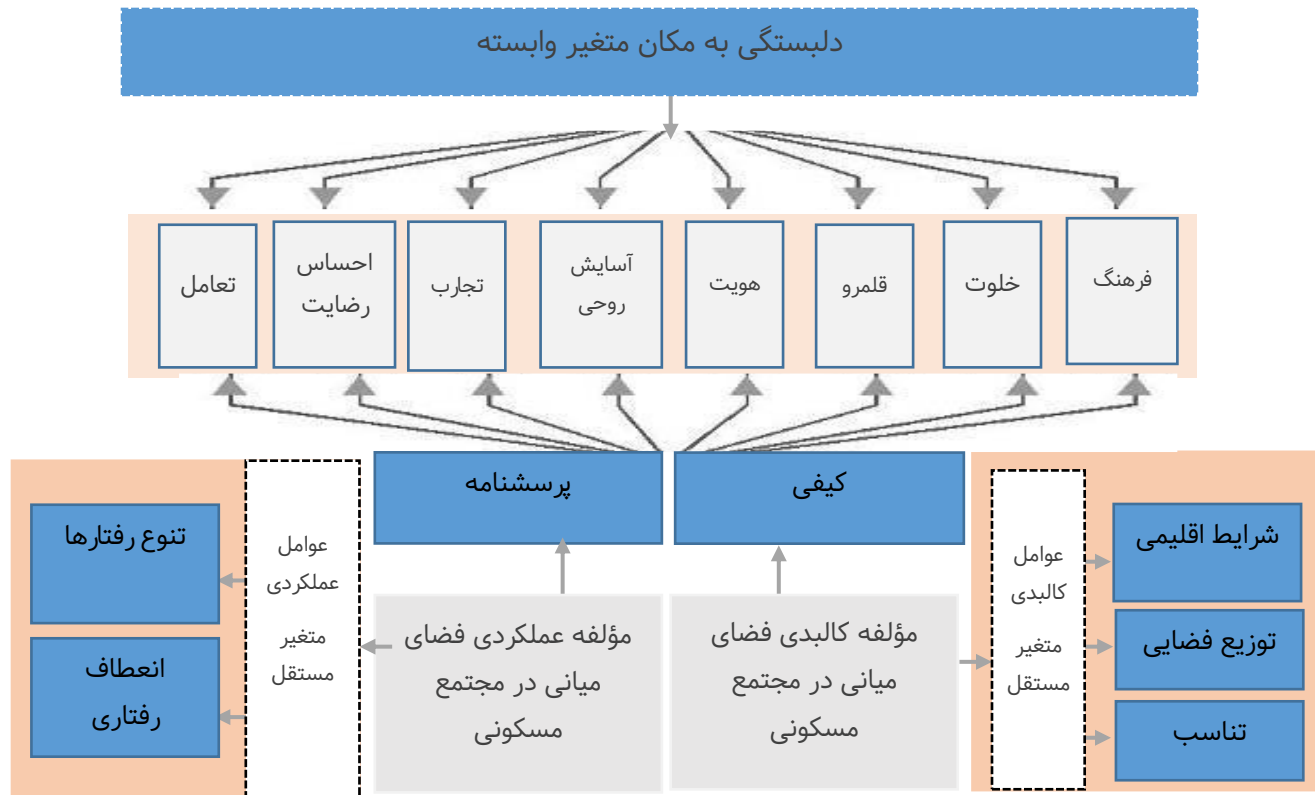 دلبستگی به مکان متغیر وابسته
فرهنگ
خلوت
قلمرو
هویت
آسایش
روحی
تجارب
احساس
رضایت
تعامل
کیفی
پرسشنامه
شرایط اقلیمی
توزیع فضایی
تناسب
عوامل
کالبدی
متغیر
مستقل
مؤلفه کالبدی فضای
میانی در مجتمع
مسکونی
مؤلفه عملکردی فضای
میانی در مجتمع
مسکونی
عوامل
عملکردی
متغیر
مستقل
تنوع رفتارها
انعطاف
رفتاری